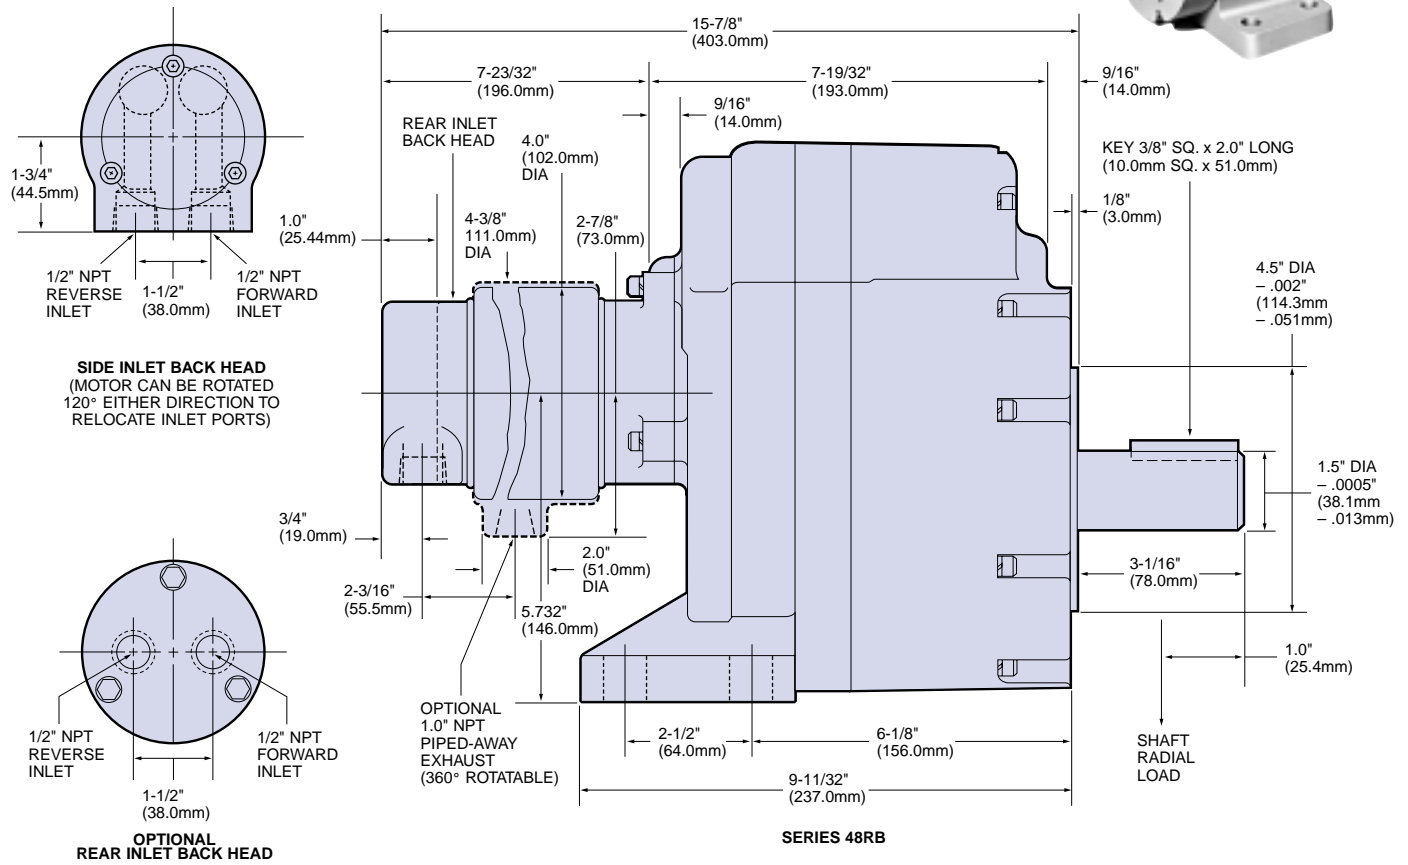 15-7/8"
(403.0mm)
7-23/32"
(196.0mm)
7-19/32"
(193.0mm)
9/16"
(14.0mm)
9/16"
(14.0mm)
REAR INLET
BACK HEAD
4.0"
(102.0mm)
DIA
KEY 3/8" SQ. x 2.0" LONG
(10.0mm SQ. x 51.0mm)
1-3/4"
(44.5mm)
1/8"
(3.0mm)
1.0"
(25.44mm)
4-3/8"
111.0mm)
DIA
2-7/8"
(73.0mm)
1/2" NPT
REVERSE
INLET
1-1/2"
(38.0mm)
1/2" NPT
FORWARD
INLET
4.5" DIA
– .002"
(114.3mm
– .051mm)
SIDE INLET BACK HEAD
(MOTOR CAN BE ROTATED
120° EITHER DIRECTION TO
RELOCATE INLET PORTS)
1.5" DIA
– .0005"
(38.1mm
– .013mm)
3/4"
(19.0mm)
2.0"
(51.0mm)
DIA
3-1/16"
(78.0mm)
2-3/16"
(55.5mm)
5.732"
(146.0mm)
1.0"
(25.4mm)
OPTIONAL
1.0" NPT
PIPED-AWAY
EXHAUST
(360° ROTATABLE)
1/2" NPT
REVERSE
INLET
1/2" NPT
FORWARD
INLET
2-1/2"
(64.0mm)
6-1/8"
(156.0mm)
SHAFT
RADIAL
LOAD
9-11/32"
(237.0mm)
1-1/2"
(38.0mm)
OPTIONAL
REAR INLET BACK HEAD
SERIES 48RB